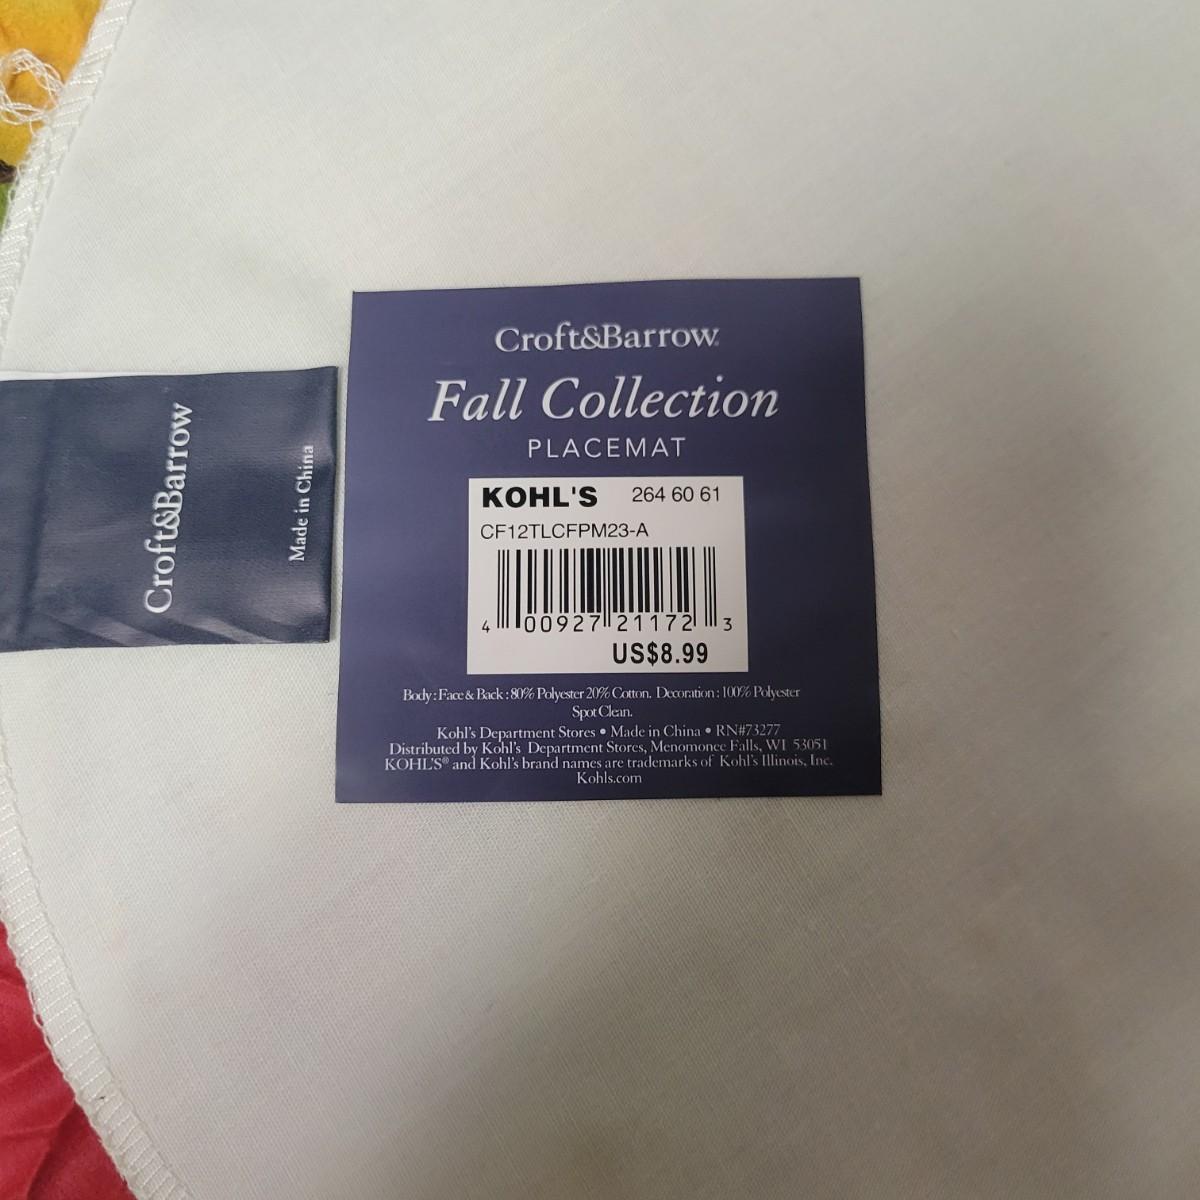 Croft&Barrow
Made in China
Croft&Barrow®
Fall Collection
PLACEMAT
KOHL'S 264 60 61
CF12TLCFPM23-A
4 00927 21172 3
US$8.99
Body : Face & Back : 80% Polyester 20% Cotton. Decoration : 100% Polyester
Spot Clean.
Kohl's Department Stores • Made in China • RN#73277
Distributed by Kohl's Department Stores, Menomonee Falls, WI 53051
KOHL'S® and Kohl's brand names are trademarks of Kohl's Illinois, Inc.
Kohls.com